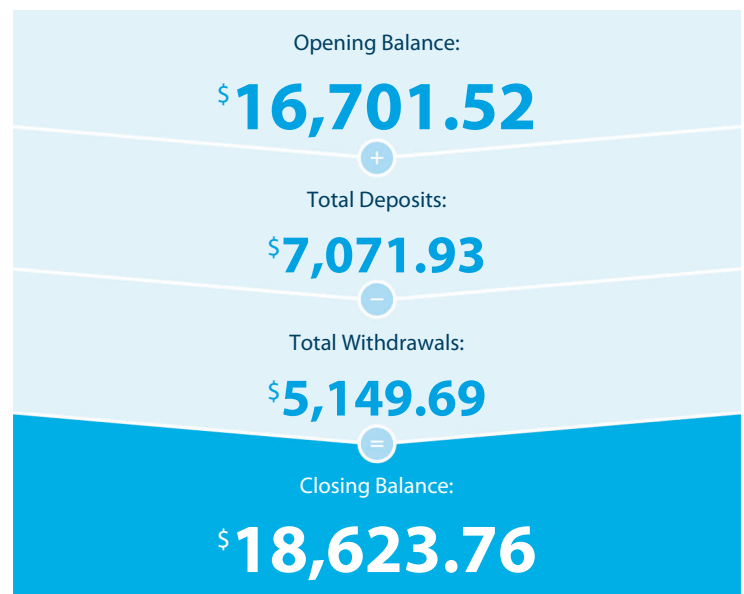 Opening Balance:
$16,701.52
+
Total Deposits:
$7,071.93
−
Total Withdrawals:
$5,149.69
=
Closing Balance:
$18,623.76